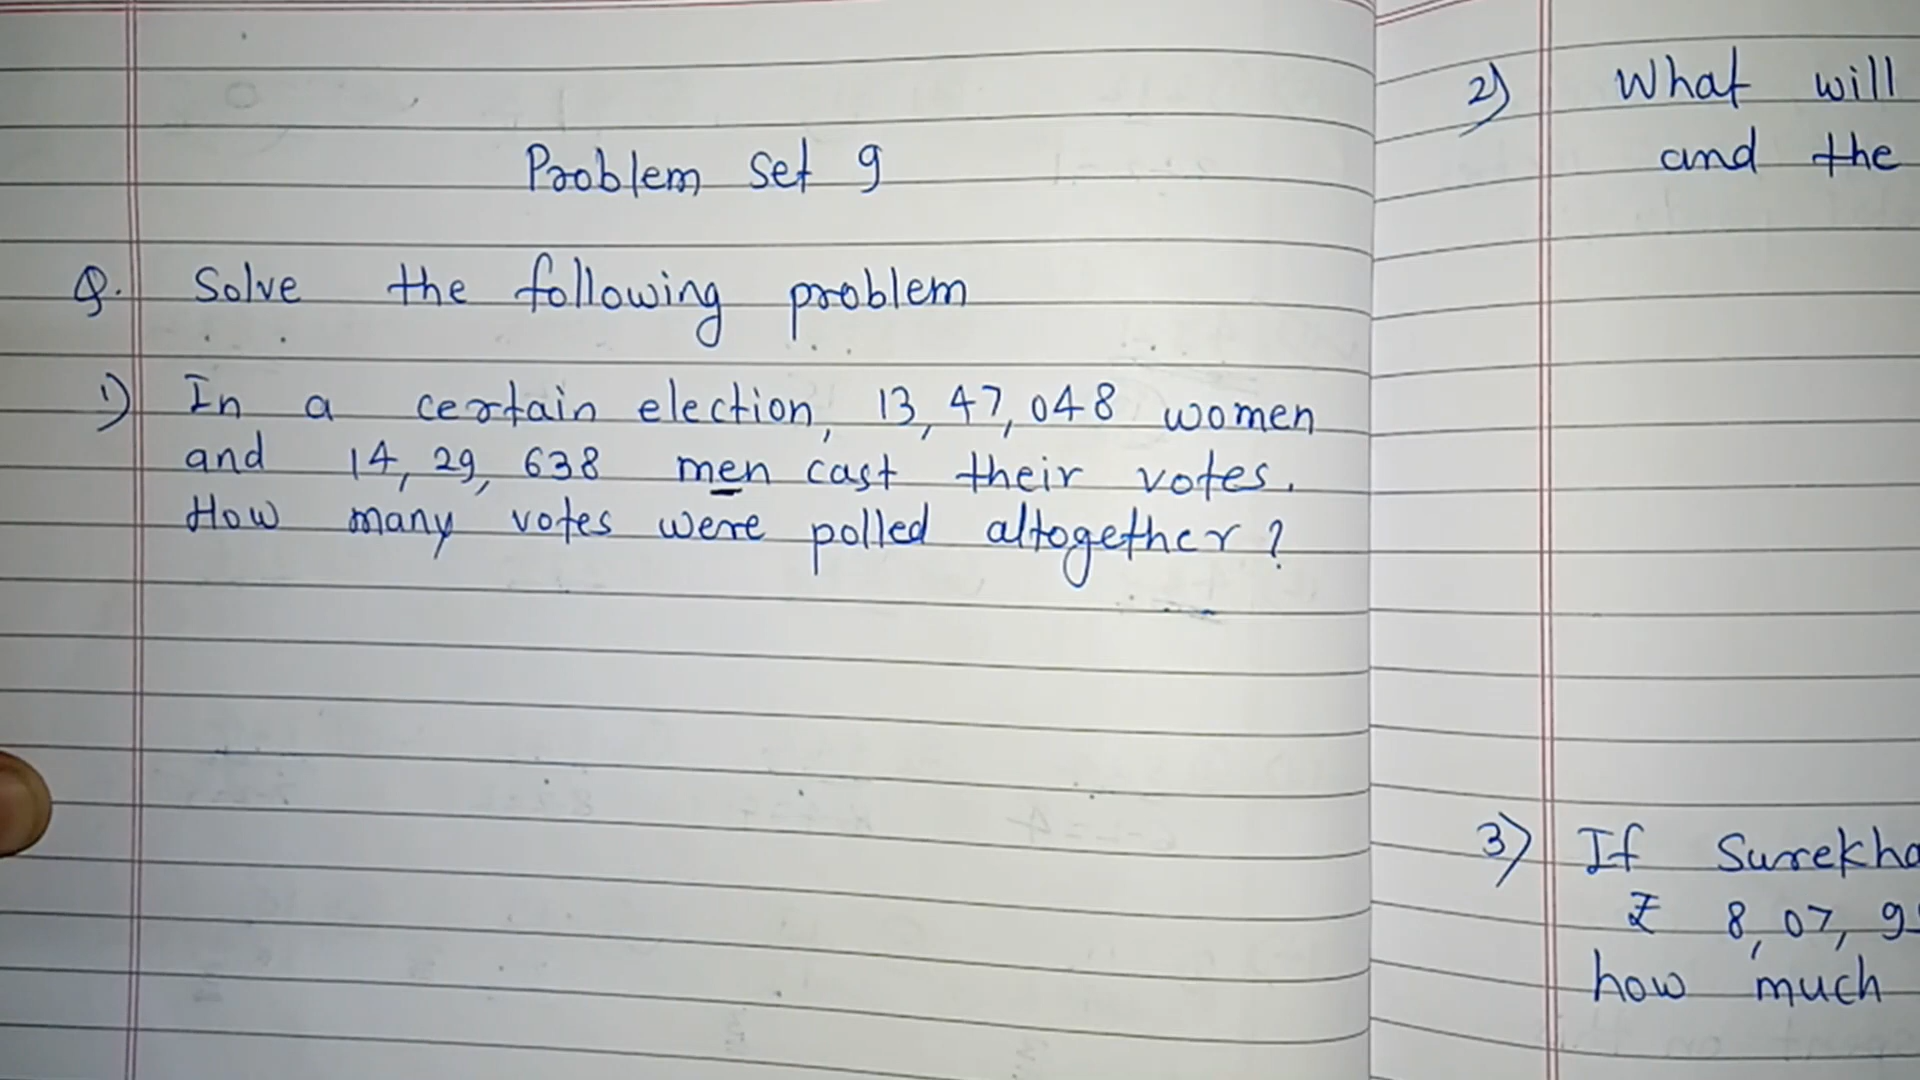 Problem Set 9
Q. Solve the following problem
1) In a certain election, 13,47,048 women
and 14,29,638 men cast their votes.
How many votes were polled altogether?
2) What will
and the
3) If Surekha
₹ 8,07,9
how much